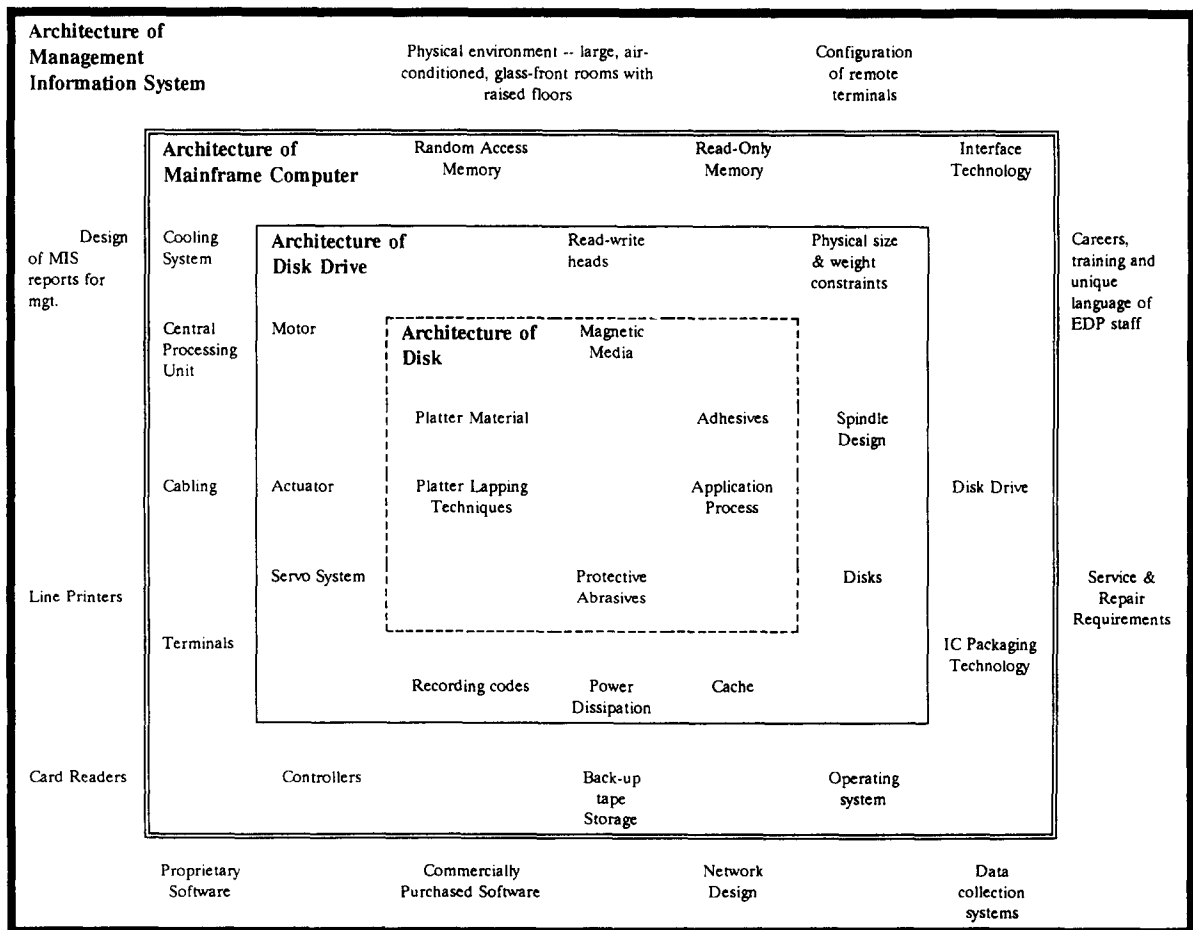 Architecture of
Management
Information System
Physical environment -- large, air-
conditioned, glass-front rooms with
raised floors
Configuration
of remote
terminals
Architecture of
Mainframe Computer
Random Access
Memory
Read-Only
Memory
Interface
Technology
Design
of MIS
reports for
mgt.
Cooling
System
Architecture of
Disk Drive
Read-write
heads
Physical size
& weight
constraints
Careers,
training and
unique
language of
EDP staff
Central
Processing
Unit
Motor
Architecture of
Disk
Magnetic
Media
Platter Material
Adhesives
Spindle
Design
Cabling
Actuator
Platter Lapping
Techniques
Application
Process
Disk Drive
Line Printers
Servo System
Protective
Abrasives
Disks
Service &
Repair
Requirements
Terminals
IC Packaging
Technology
Recording codes
Power
Dissipation
Cache
Card Readers
Controllers
Back-up
tape
Storage
Operating
system
Proprietary
Software
Commercially
Purchased Software
Network
Design
Data
collection
systems